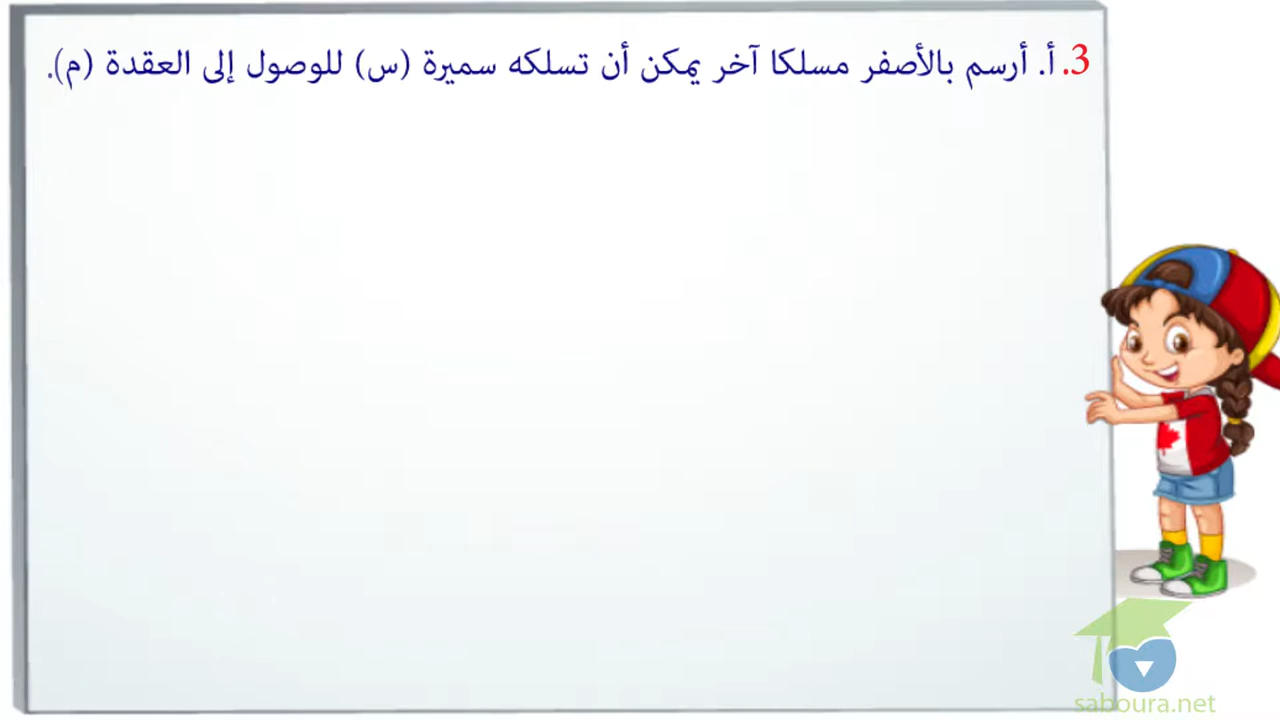 3. أ. أرسم بالأصفر مسلكا آخر يمكن أن تسلكه سميرة (س) للوصول إلى العقدة (م).
saboura.net